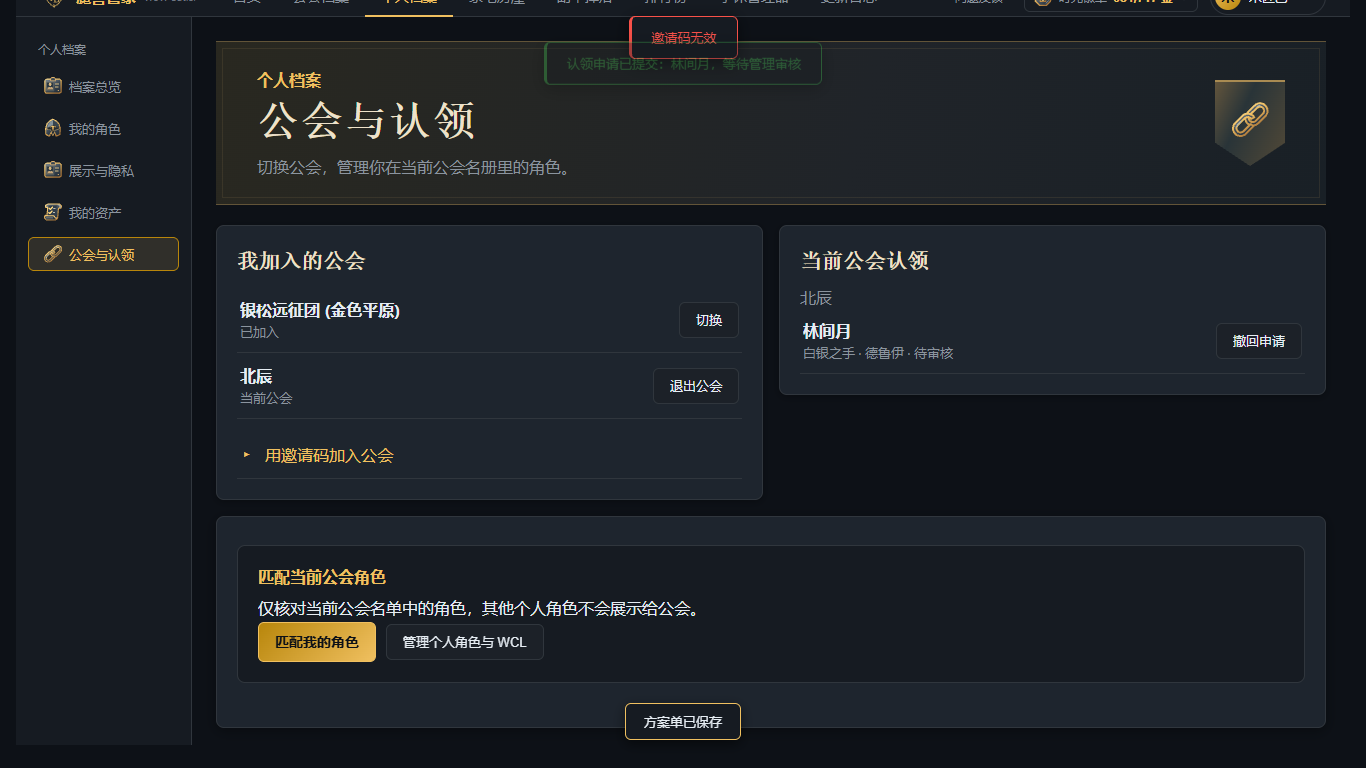 邀请码无效
认领申请已提交：林间月，等待管理审核
个人档案
档案总览
我的角色
展示与隐私
我的资产
公会与认领
个人档案
公会与认领
切换公会，管理你在当前公会名册里的角色。
我加入的公会
银松远征团 (金色平原)
已加入
切换
北辰
当前公会
退出公会
用邀请码加入公会
当前公会认领
北辰
林间月
白银之手 · 德鲁伊 · 待审核
撤回申请
匹配当前公会角色
仅核对当前公会名单中的角色，其他个人角色不会展示给公会。
匹配我的角色
管理个人角色与 WCL
方案单已保存